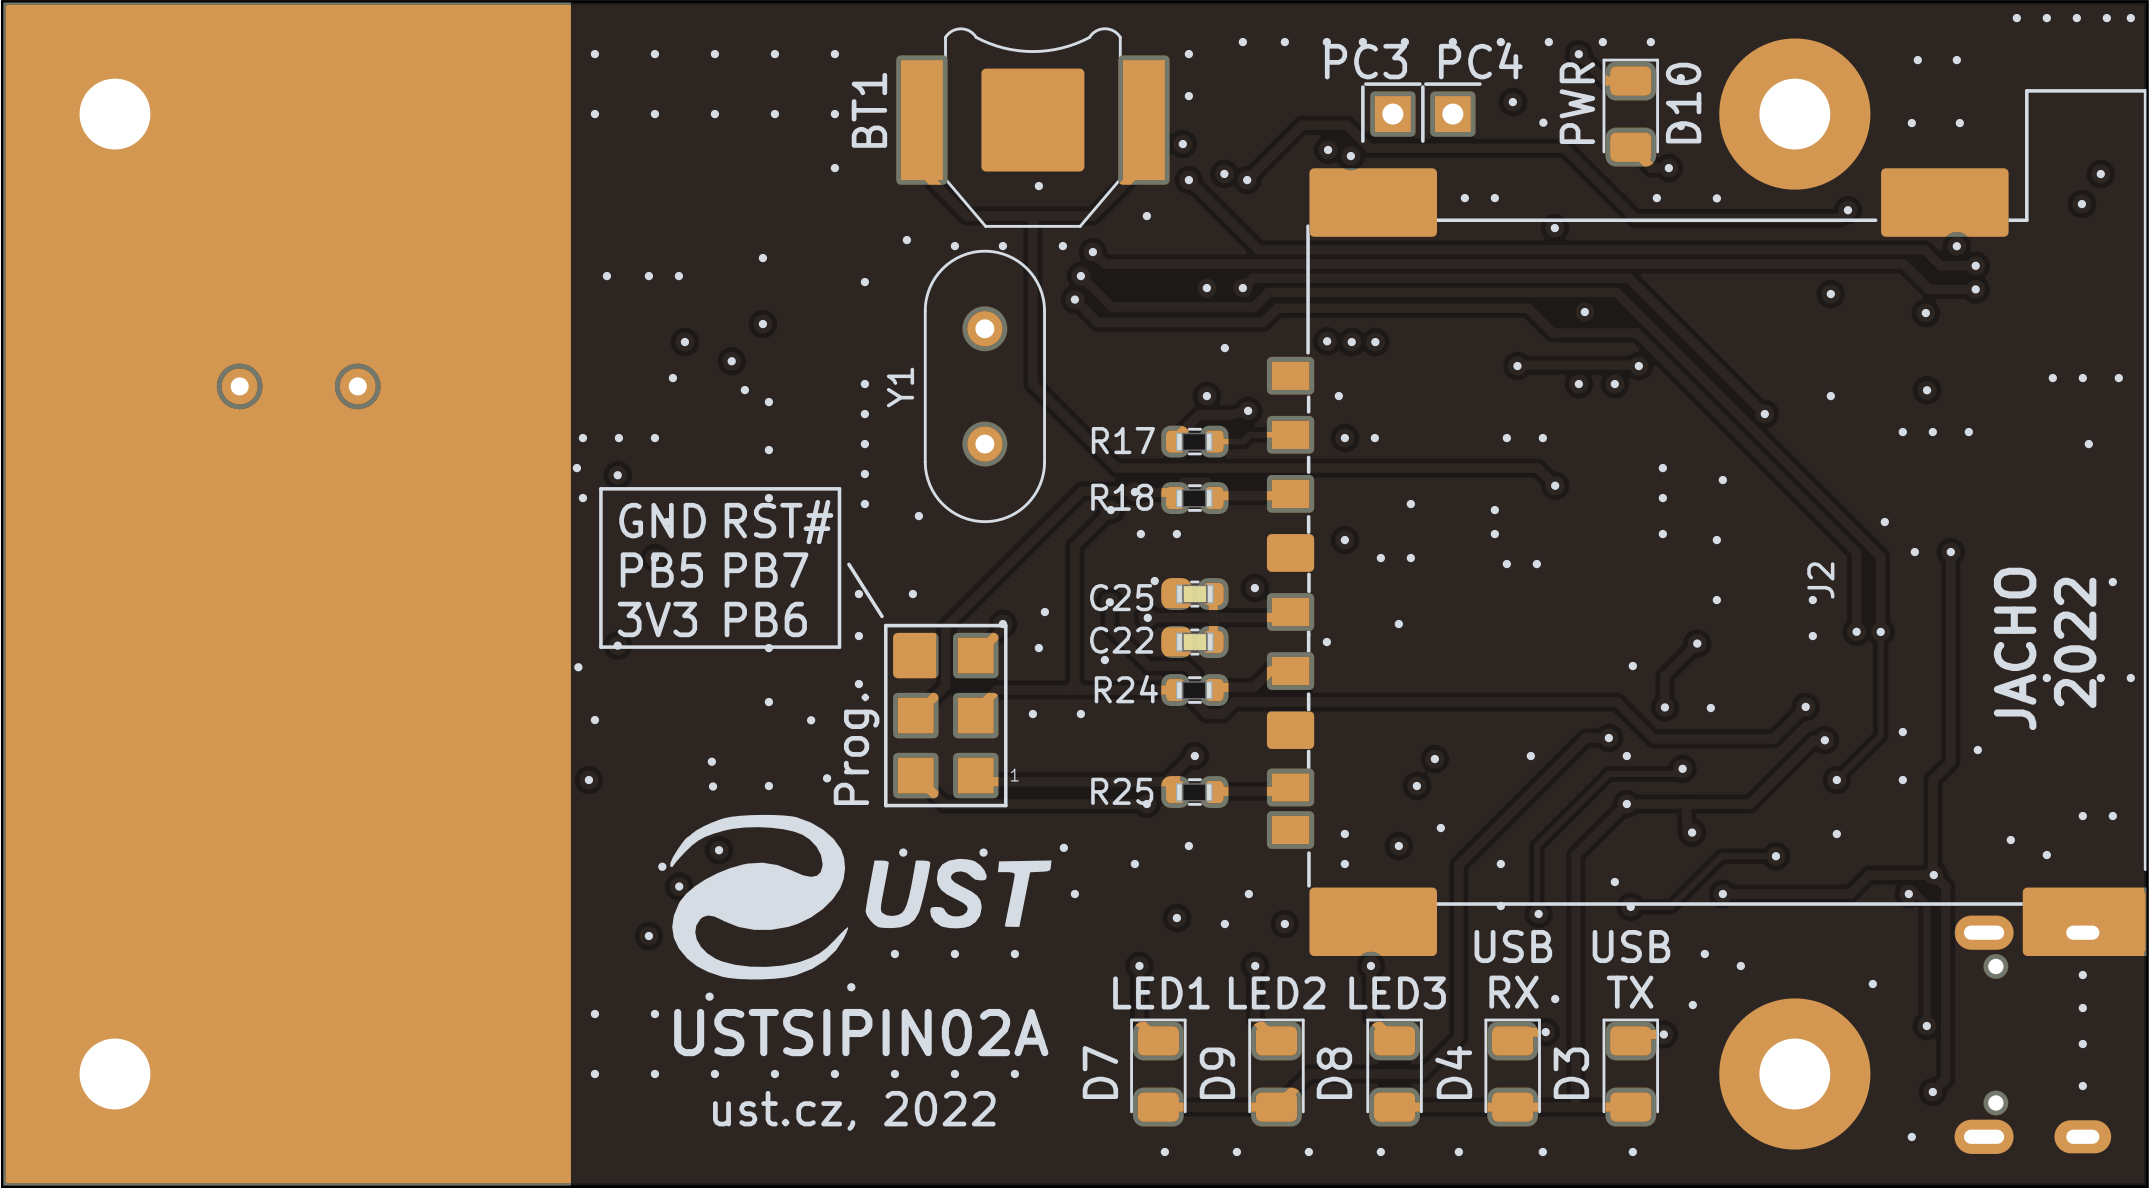 BT1
PC3 PC4
PWR
D10
Y1
R17
R18
GND RST#
PB5 PB7
3V3 PB6
C25
C22
R24
R25
Prog.
1
J2
JACHO
2022
UST
USTSIPIN02A
ust.cz, 2022
LED1 LED2 LED3
USB
RX
USB
TX
D7
D9
D8
D4
D3